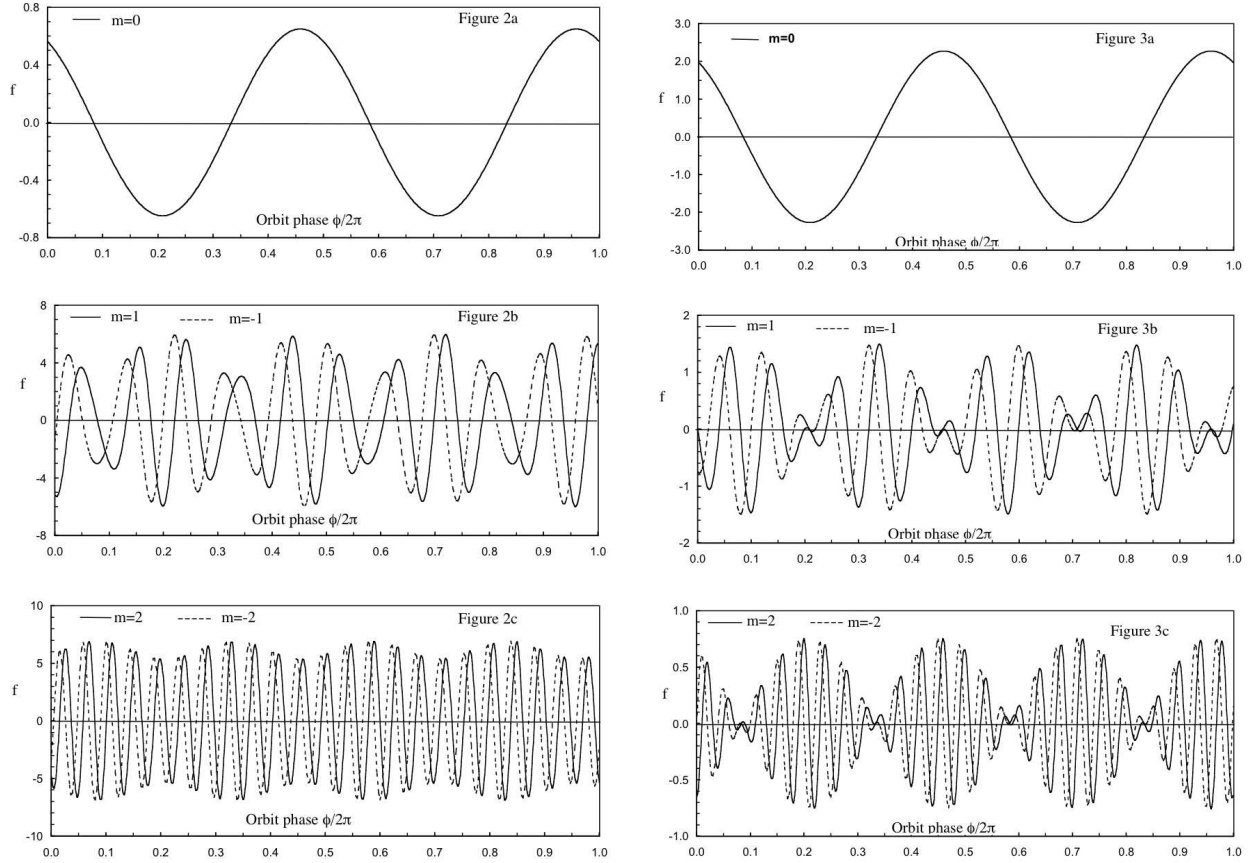 m=0
Figure 2a
0.8
0.4
f
0.0
-0.4
Orbit phase ϕ/2π
-0.8
0.0 0.1 0.2 0.3 0.4 0.5 0.6 0.7 0.8 0.9 1.0
m=0
Figure 3a
3.0
2.0
1.0
f
0.0
-1.0
-2.0
Orbit phase ϕ/2π
-3.0
0.0 0.1 0.2 0.3 0.4 0.5 0.6 0.7 0.8 0.9 1.0
m=1 m=-1
Figure 2b
8
4
f
0
-4
Orbit phase ϕ/2π
-8
0.0 0.1 0.2 0.3 0.4 0.5 0.6 0.7 0.8 0.9 1.0
m=1 m=-1
Figure 3b
2
1
f
0
-1
Orbit phase ϕ/2π
-2
0.0 0.1 0.2 0.3 0.4 0.5 0.6 0.7 0.8 0.9 1.0
m=2 m=-2
Figure 2c
10
5
f
0
-5
Orbit phase ϕ/2π
-10
0.0 0.1 0.2 0.3 0.4 0.5 0.6 0.7 0.8 0.9 1.0
m=2 m=-2
Figure 3c
1.0
0.5
f
0.0
-0.5
Orbit phase ϕ/2π
-1.0
0.0 0.1 0.2 0.3 0.4 0.5 0.6 0.7 0.8 0.9 1.0